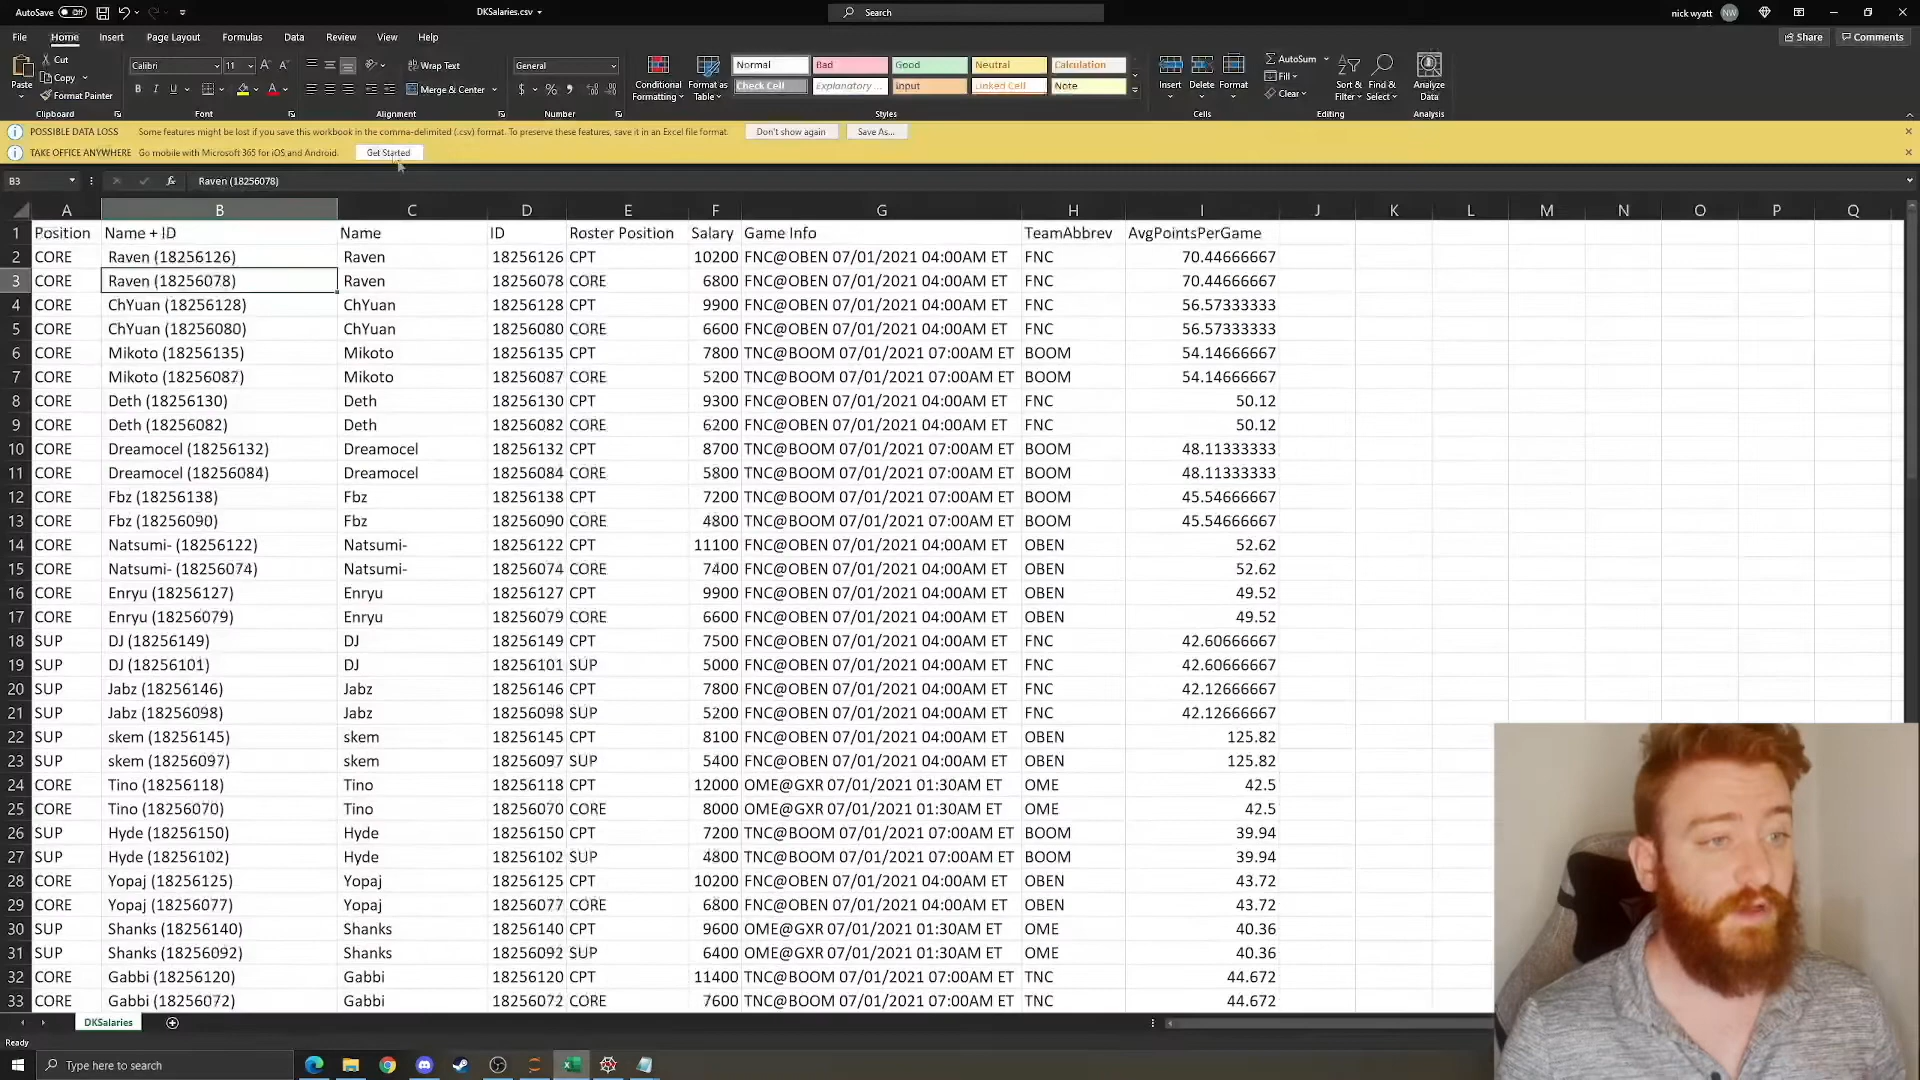 AutoSave Off DKSalaries.csv Search nick wyatt NW
File Home Insert Page Layout Formulas Data Review View Help Share Comments
Paste Cut Copy Format Painter Calibri 11 Wrap Text Merge & Center General Conditional Formatting Format as Table Normal Bad Good Neutral Calculation Check Cell Explanatory ... Input Linked Cell Note Insert Delete Format AutoSum Fill Clear Sort & Filter Find & Select Analyze Data
Clipboard Font Alignment Number Styles Cells Editing Analysis
POSSIBLE DATA LOSS Some features might be lost if you save this workbook in the comma-delimited (.csv) format. To preserve these features, save it in an Excel file format. Don't show again Save As...
TAKE OFFICE ANYWHERE Go mobile with Microsoft 365 for iOS and Android. Get Started
B3 fx Raven (18256078)
A B C D E F G H I J K L M N O P Q
1 Position Name + ID Name ID Roster Position Salary Game Info TeamAbbrev AvgPointsPerGame
2 CORE Raven (18256126) Raven 18256126 CPT 10200 FNC@OBEN 07/01/2021 04:00AM ET FNC 70.44666667
3 CORE Raven (18256078) Raven 18256078 CORE 6800 FNC@OBEN 07/01/2021 04:00AM ET FNC 70.44666667
4 CORE ChYuan (18256128) ChYuan 18256128 CPT 9900 FNC@OBEN 07/01/2021 04:00AM ET FNC 56.57333333
5 CORE ChYuan (18256080) ChYuan 18256080 CORE 6600 FNC@OBEN 07/01/2021 04:00AM ET FNC 56.57333333
6 CORE Mikoto (18256135) Mikoto 18256135 CPT 7800 TNC@BOOM 07/01/2021 07:00AM ET BOOM 54.14666667
7 CORE Mikoto (18256087) Mikoto 18256087 CORE 5200 TNC@BOOM 07/01/2021 07:00AM ET BOOM 54.14666667
8 CORE Deth (18256130) Deth 18256130 CPT 9300 FNC@OBEN 07/01/2021 04:00AM ET FNC 50.12
9 CORE Deth (18256082) Deth 18256082 CORE 6200 FNC@OBEN 07/01/2021 04:00AM ET FNC 50.12
10 CORE Dreamocel (18256132) Dreamocel 18256132 CPT 8700 TNC@BOOM 07/01/2021 07:00AM ET BOOM 48.11333333
11 CORE Dreamocel (18256084) Dreamocel 18256084 CORE 5800 TNC@BOOM 07/01/2021 07:00AM ET BOOM 48.11333333
12 CORE Fbz (18256138) Fbz 18256138 CPT 7200 TNC@BOOM 07/01/2021 07:00AM ET BOOM 45.54666667
13 CORE Fbz (18256090) Fbz 18256090 CORE 4800 TNC@BOOM 07/01/2021 07:00AM ET BOOM 45.54666667
14 CORE Natsumi- (18256122) Natsumi- 18256122 CPT 11100 FNC@OBEN 07/01/2021 04:00AM ET OBEN 52.62
15 CORE Natsumi- (18256074) Natsumi- 18256074 CORE 7400 FNC@OBEN 07/01/2021 04:00AM ET OBEN 52.62
16 CORE Enryu (18256127) Enryu 18256127 CPT 9900 FNC@OBEN 07/01/2021 04:00AM ET OBEN 49.52
17 CORE Enryu (18256079) Enryu 18256079 CORE 6600 FNC@OBEN 07/01/2021 04:00AM ET OBEN 49.52
18 SUP DJ (18256149) DJ 18256149 CPT 7500 FNC@OBEN 07/01/2021 04:00AM ET FNC 42.60666667
19 SUP DJ (18256101) DJ 18256101 SUP 5000 FNC@OBEN 07/01/2021 04:00AM ET FNC 42.60666667
20 SUP Jabz (18256146) Jabz 18256146 CPT 7800 FNC@OBEN 07/01/2021 04:00AM ET FNC 42.12666667
21 SUP Jabz (18256098) Jabz 18256098 SUP 5200 FNC@OBEN 07/01/2021 04:00AM ET FNC 42.12666667
22 SUP skem (18256145) skem 18256145 CPT 8100 FNC@OBEN 07/01/2021 04:00AM ET OBEN 125.82
23 SUP skem (18256097) skem 18256097 SUP 5400 FNC@OBEN 07/01/2021 04:00AM ET OBEN 125.82
24 CORE Tino (18256118) Tino 18256118 CPT 12000 OME@GXR 07/01/2021 01:30AM ET OME 42.5
25 CORE Tino (18256070) Tino 18256070 CORE 8000 OME@GXR 07/01/2021 01:30AM ET OME 42.5
26 SUP Hyde (18256150) Hyde 18256150 CPT 7200 TNC@BOOM 07/01/2021 07:00AM ET BOOM 39.94
27 SUP Hyde (18256102) Hyde 18256102 SUP 4800 TNC@BOOM 07/01/2021 07:00AM ET BOOM 39.94
28 CORE Yopaj (18256125) Yopaj 18256125 CPT 10200 FNC@OBEN 07/01/2021 04:00AM ET OBEN 43.72
29 CORE Yopaj (18256077) Yopaj 18256077 CORE 6800 FNC@OBEN 07/01/2021 04:00AM ET OBEN 43.72
30 SUP Shanks (18256140) Shanks 18256140 CPT 9600 OME@GXR 07/01/2021 01:30AM ET OME 40.36
31 SUP Shanks (18256092) Shanks 18256092 SUP 6400 OME@GXR 07/01/2021 01:30AM ET OME 40.36
32 CORE Gabbi (18256120) Gabbi 18256120 CPT 11400 TNC@BOOM 07/01/2021 07:00AM ET TNC 44.672
33 CORE Gabbi (18256072) Gabbi 18256072 CORE 7600 TNC@BOOM 07/01/2021 07:00AM ET TNC 44.672
DKSalaries
Ready
Type here to search